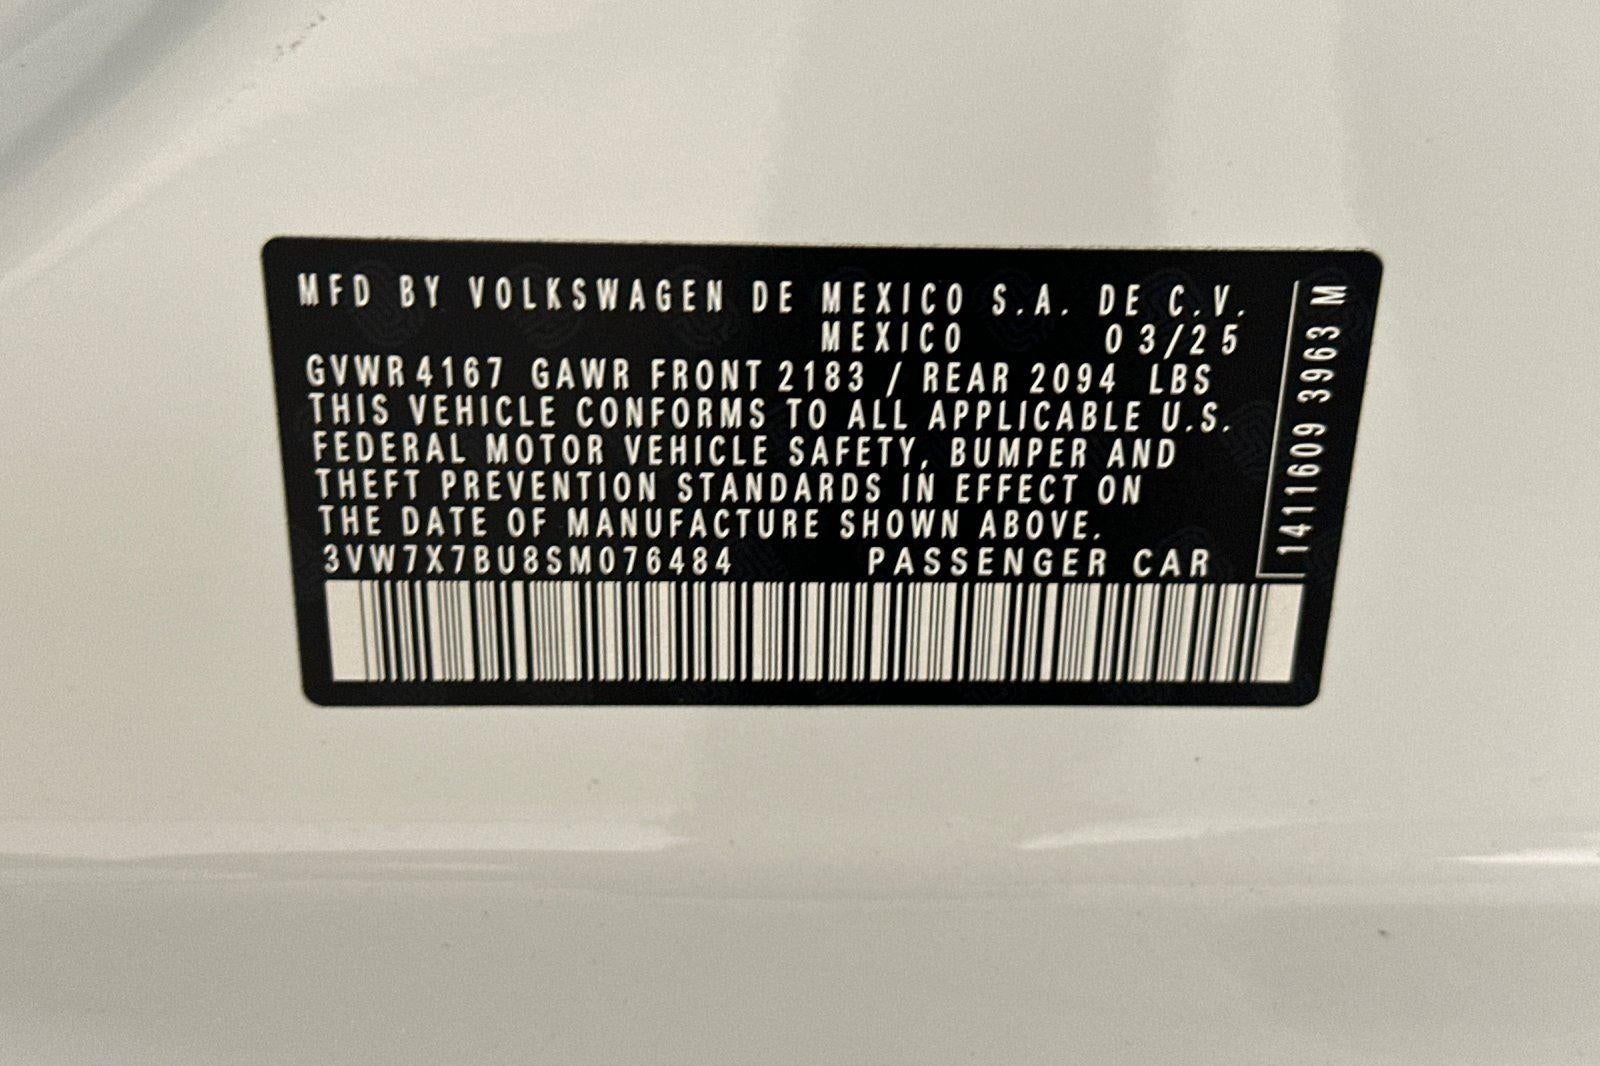 MFD BY VOLKSWAGEN DE MEXICO S.A. DE C.V.
MEXICO 03/25
GVWR 4167 GAWR FRONT 2183 / REAR 2094 LBS
THIS VEHICLE CONFORMS TO ALL APPLICABLE U.S.
FEDERAL MOTOR VEHICLE SAFETY, BUMPER AND
THEFT PREVENTION STANDARDS IN EFFECT ON
THE DATE OF MANUFACTURE SHOWN ABOVE.
3VW7X7BU8SM076484 PASSENGER CAR
1411609 3963 M